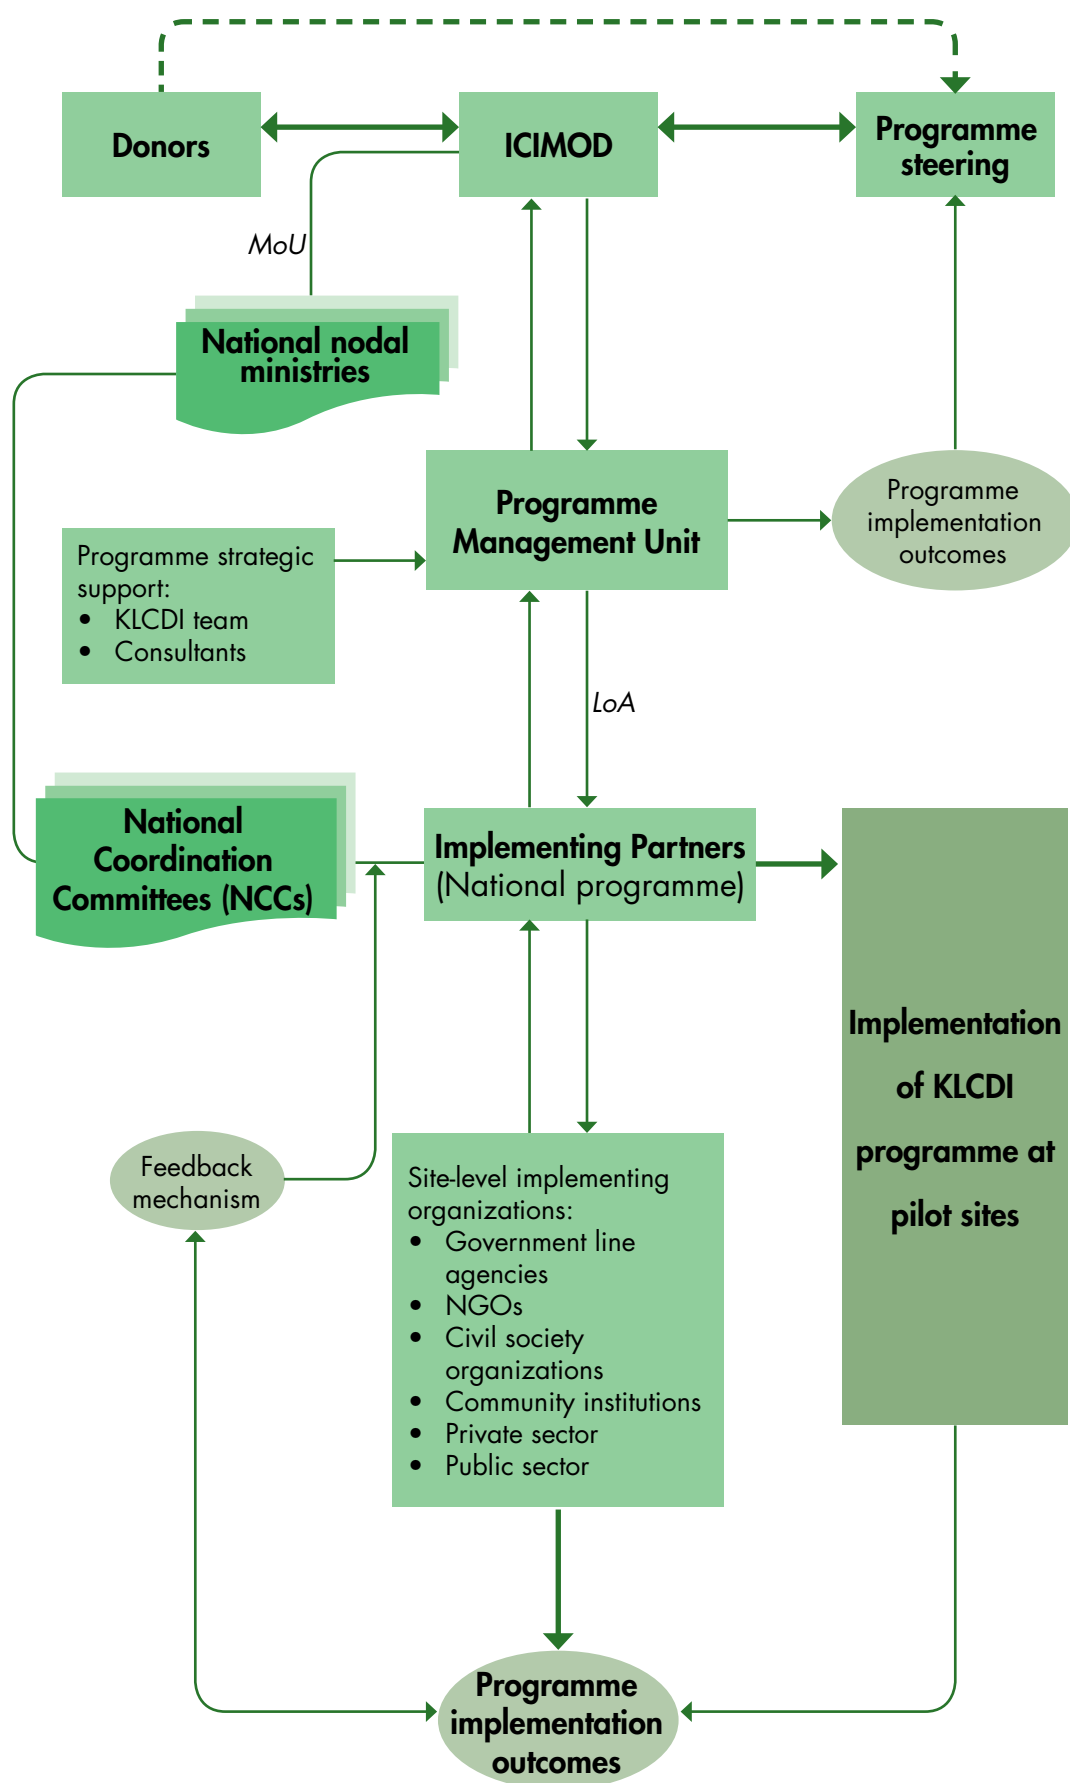 Donors
ICIMOD
Programme
steering
MoU
National nodal
ministries
Programme
Management Unit
Programme
implementation
outcomes
Programme strategic
support:
• KLCDI team
• Consultants
LoA
National
Coordination
Committees (NCCs)
Implementing Partners
(National programme)
Implementation
of KLCDI
programme at
pilot sites
Feedback
mechanism
Site-level implementing
organizations:
• Government line
agencies
• NGOs
• Civil society
organizations
• Community institutions
• Private sector
• Public sector
Programme
implementation
outcomes